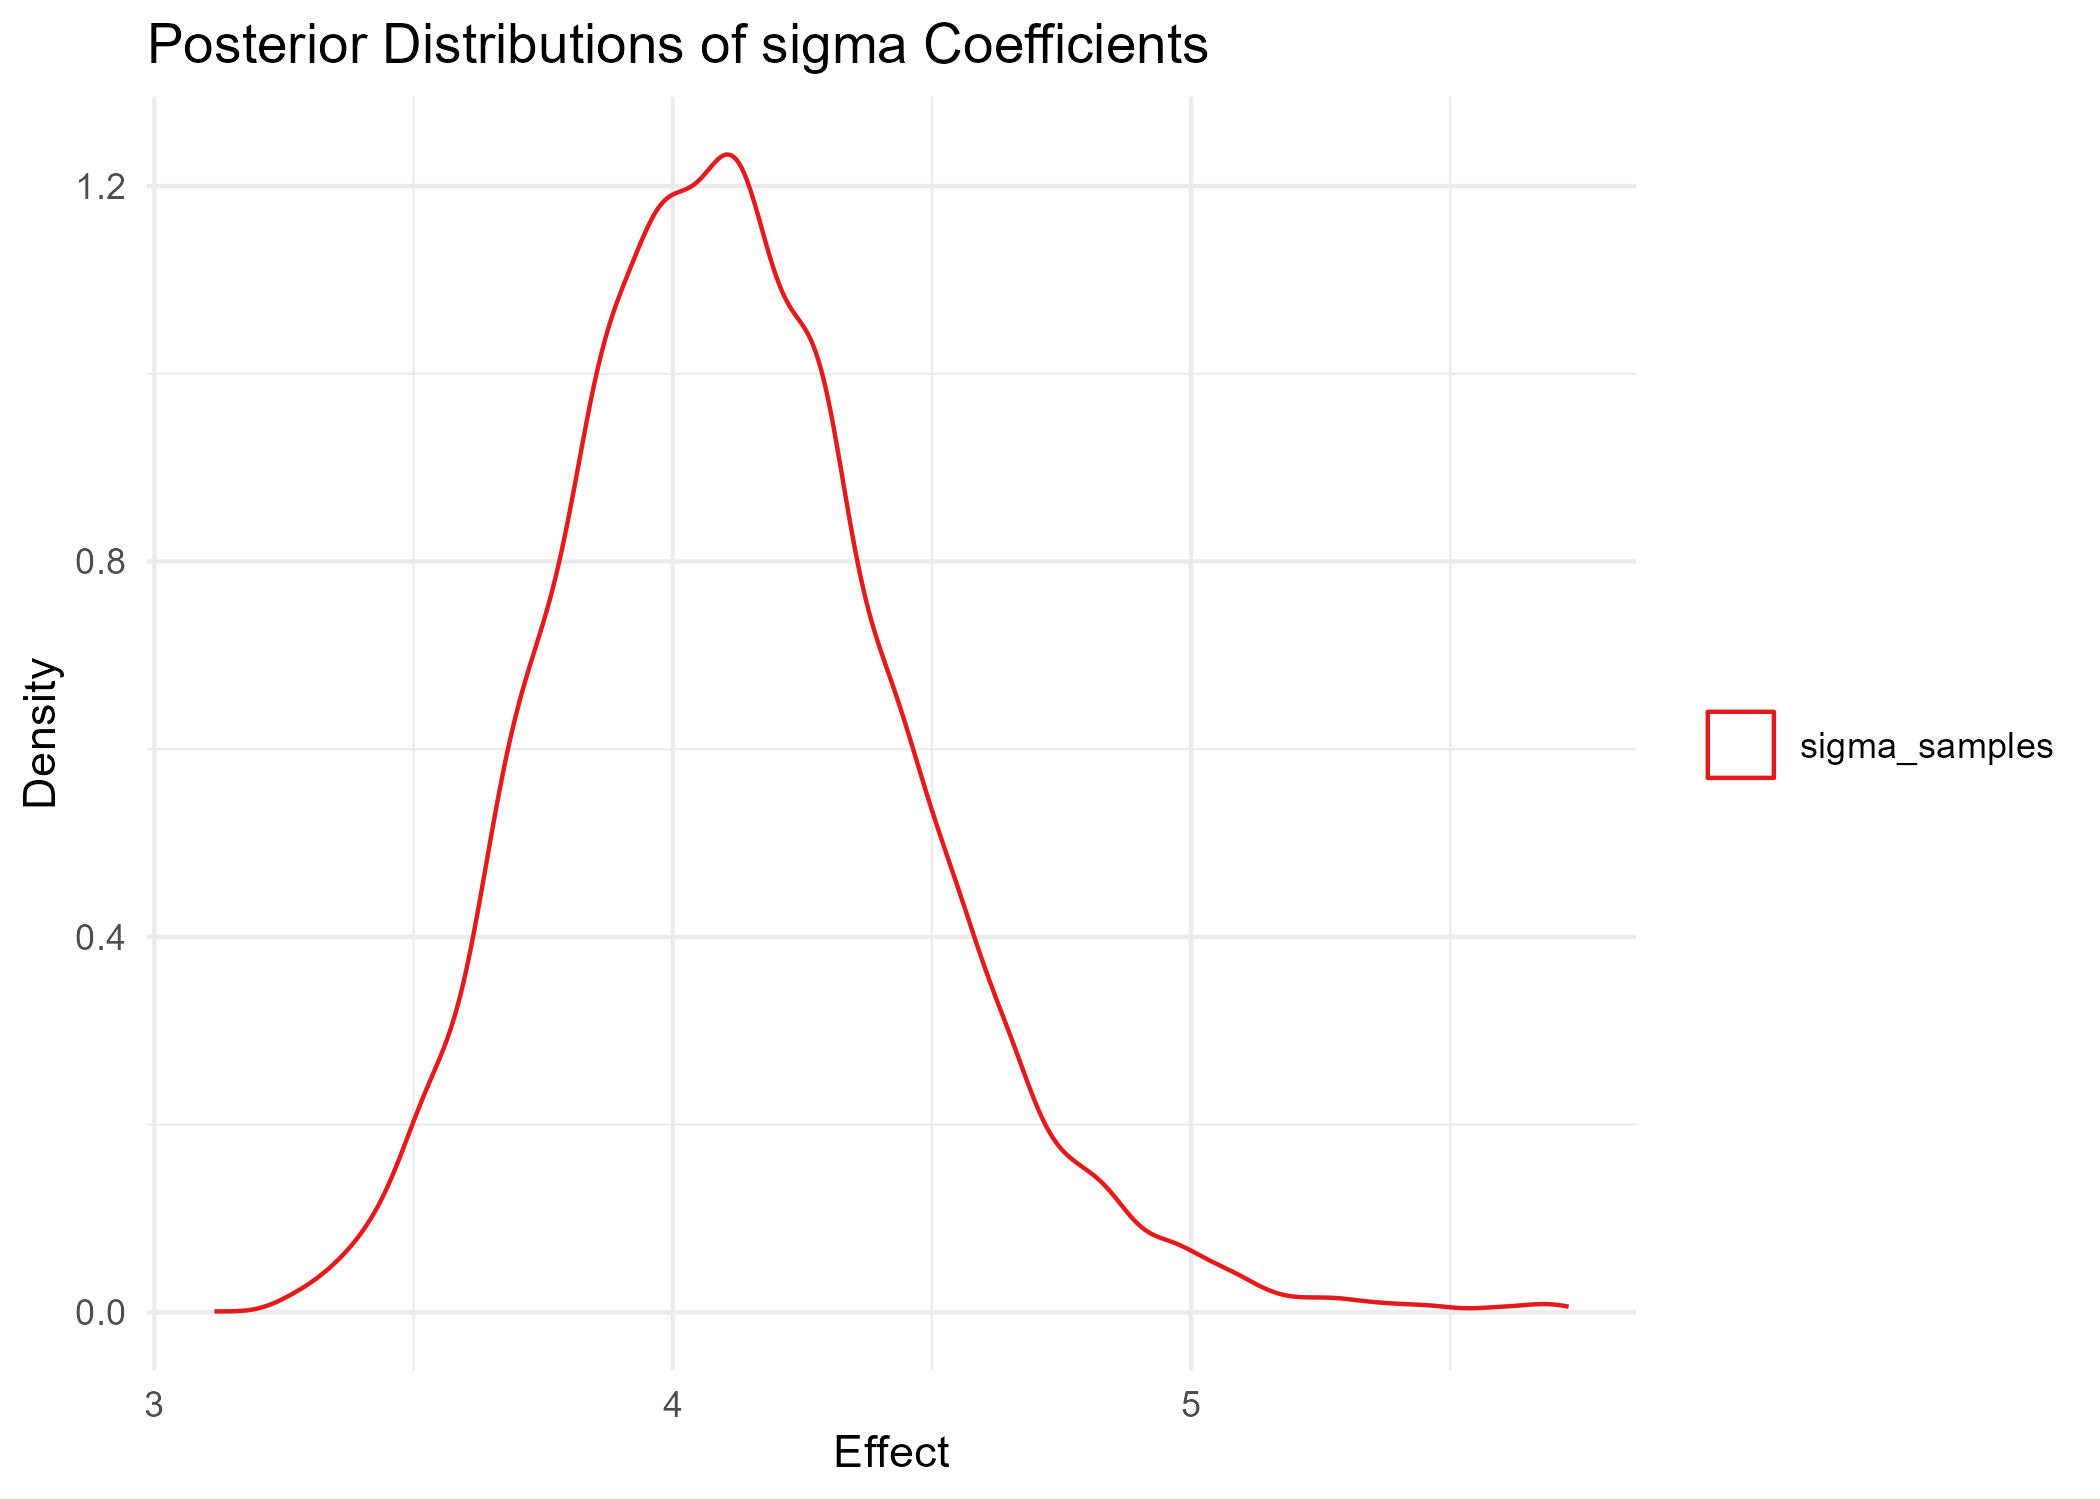 Posterior Distributions of sigma Coefficients
1.2
0.8
0.4
0.0
Density
3
4
5
Effect
sigma_samples